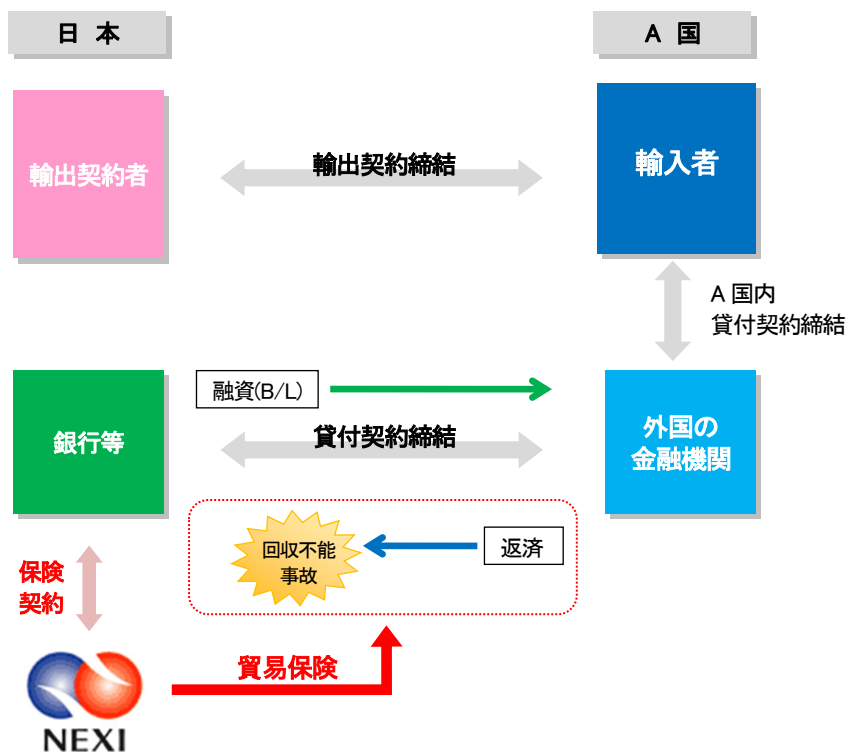 日 本
A 国
輸出契約者
輸出契約締結
輸入者
A 国内
貸付契約締結
融資(B/L)
銀行等
貸付契約締結
外国の
金融機関
回収不能
事故
返済
保険
契約
貿易保険
NEXI